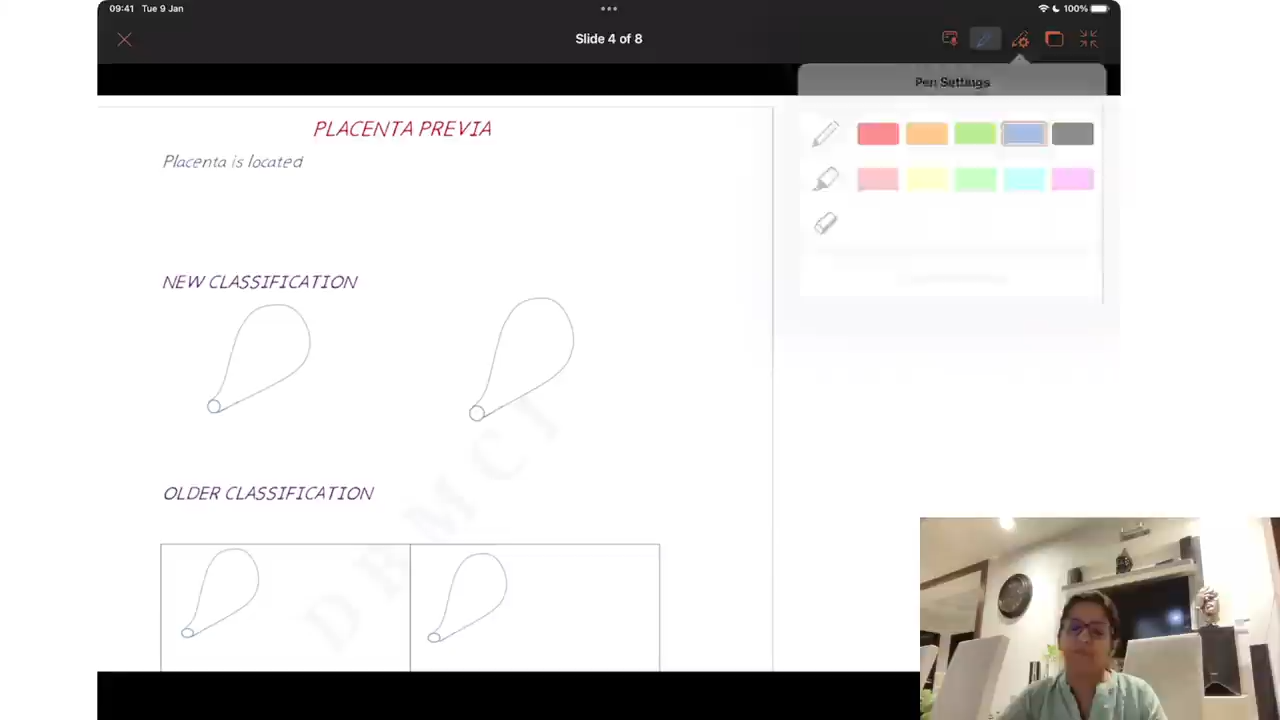 09:41 Tue 9 Jan
100%
Slide 4 of 8
Pen Settings
PLACENTA PREVIA
Placenta is located
NEW CLASSIFICATION
OLDER CLASSIFICATION
DBMCI